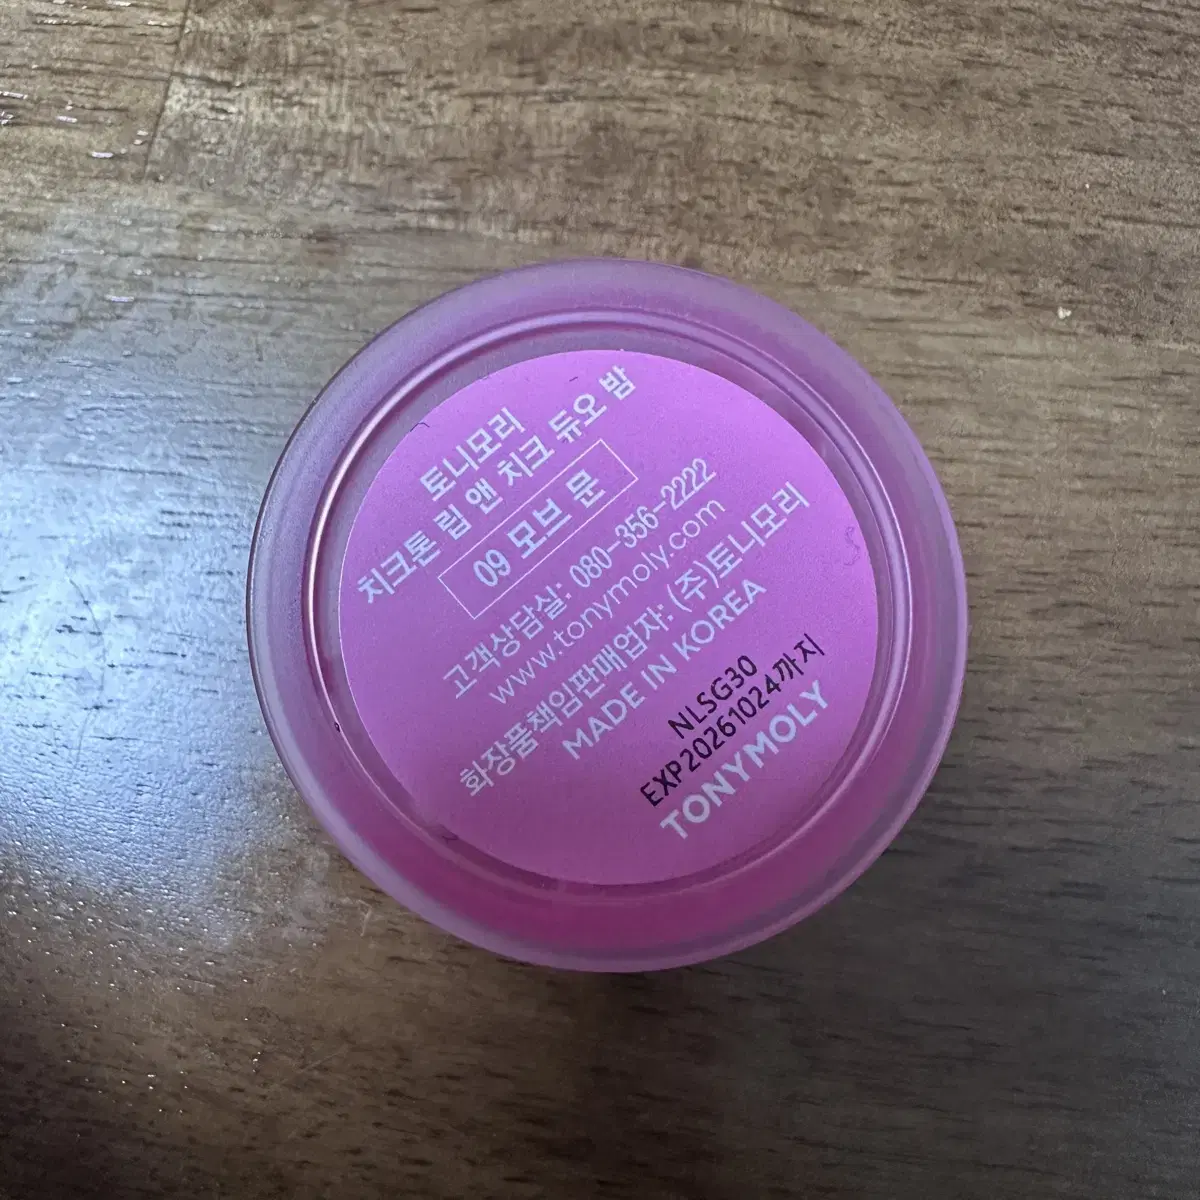 토니모리
치크톤 립 앤 치크 듀오 밤
09 모브 문
고객상담실: 080-356-2222
www.tonymoly.com
화장품책임판매업자: (주)토니모리
MADE IN KOREA
NLSG30
EXP20261024까지
TONYMOLY